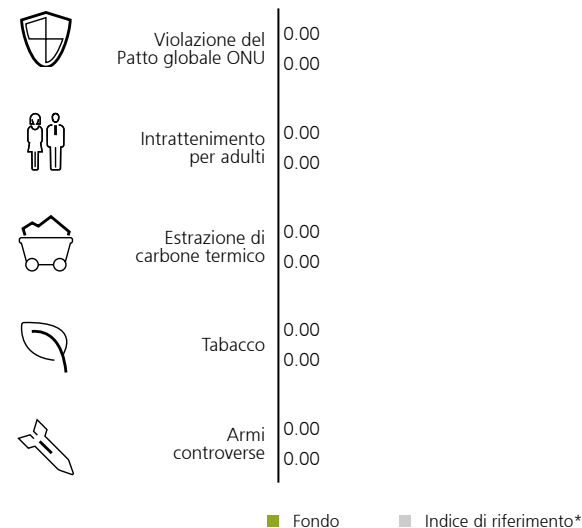 Violazione del
Patto globale ONU
0.00
0.00
Intrattenimento
per adulti
0.00
0.00
Estrazione di
carbone termico
0.00
0.00
Tabacco
0.00
0.00
Armi
controverse
0.00
0.00
Fondo Indice di riferimento*